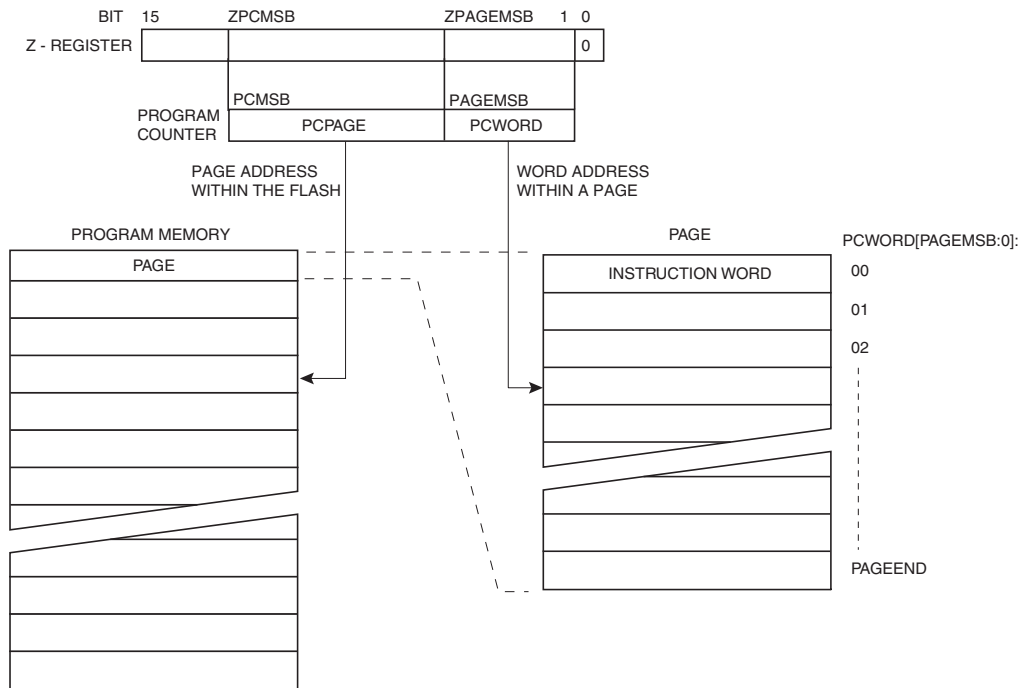 BIT 15 ZPCMSB ZPAGEMSB 1 0
Z - REGISTER 0
PCMSB PAGEMSB
PROGRAM
COUNTER
PCPAGE PCWORD
PAGE ADDRESS
WITHIN THE FLASH
WORD ADDRESS
WITHIN A PAGE
PROGRAM MEMORY
PAGE
PAGE
PCWORD[PAGEMSB:0]:
INSTRUCTION WORD
00
01
02
PAGEEND